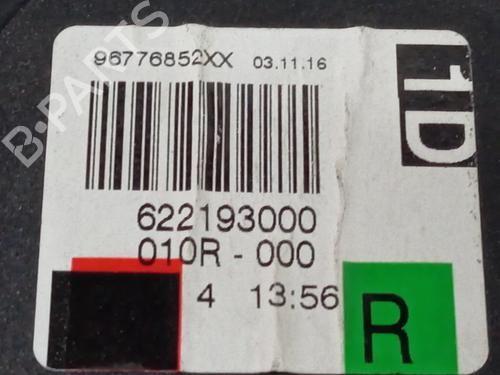 96776852XX 03.11.16
1D
622193000
010R - 000
4 13:56
R
B-PARTS